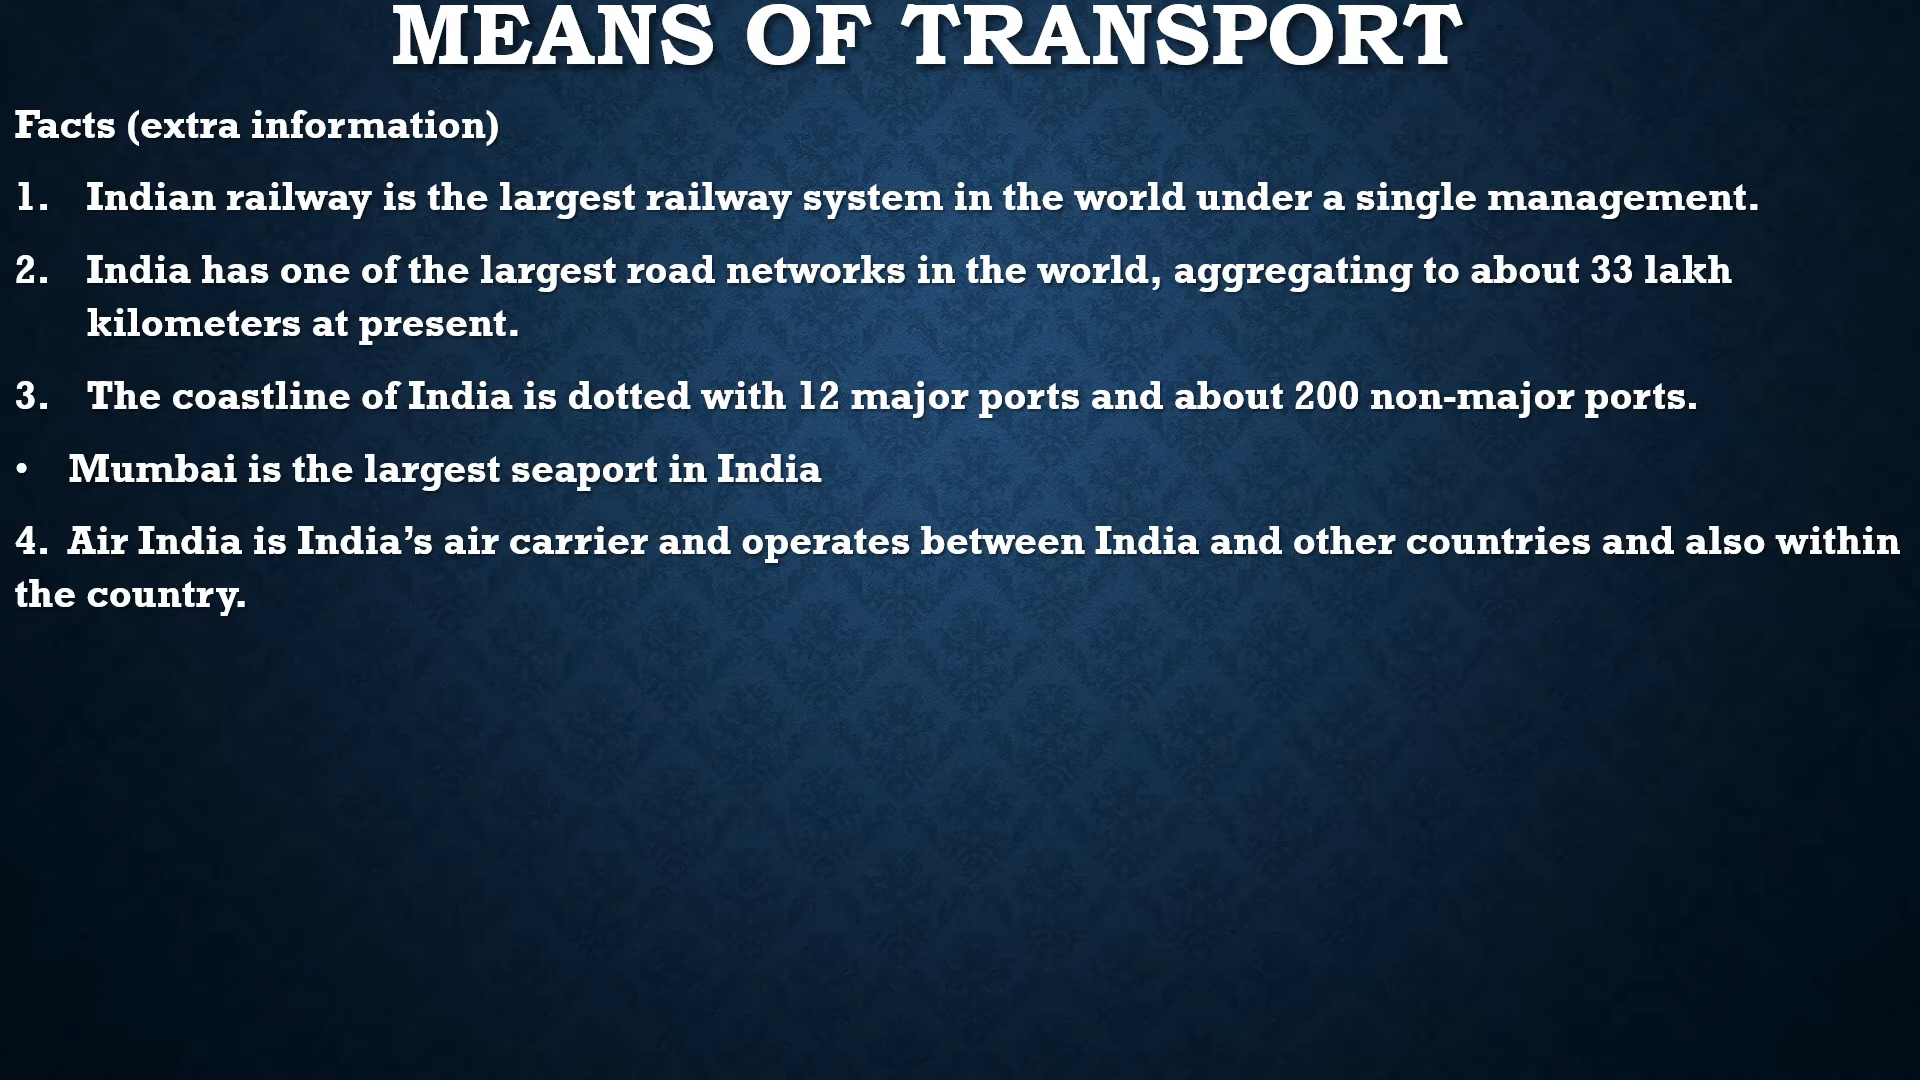 MEANS OF TRANSPORT
Facts (extra information)
1. Indian railway is the largest railway system in the world under a single management.
2. India has one of the largest road networks in the world, aggregating to about 33 lakh
kilometers at present.
3. The coastline of India is dotted with 12 major ports and about 200 non-major ports.
• Mumbai is the largest seaport in India
4. Air India is India’s air carrier and operates between India and other countries and also within
the country.